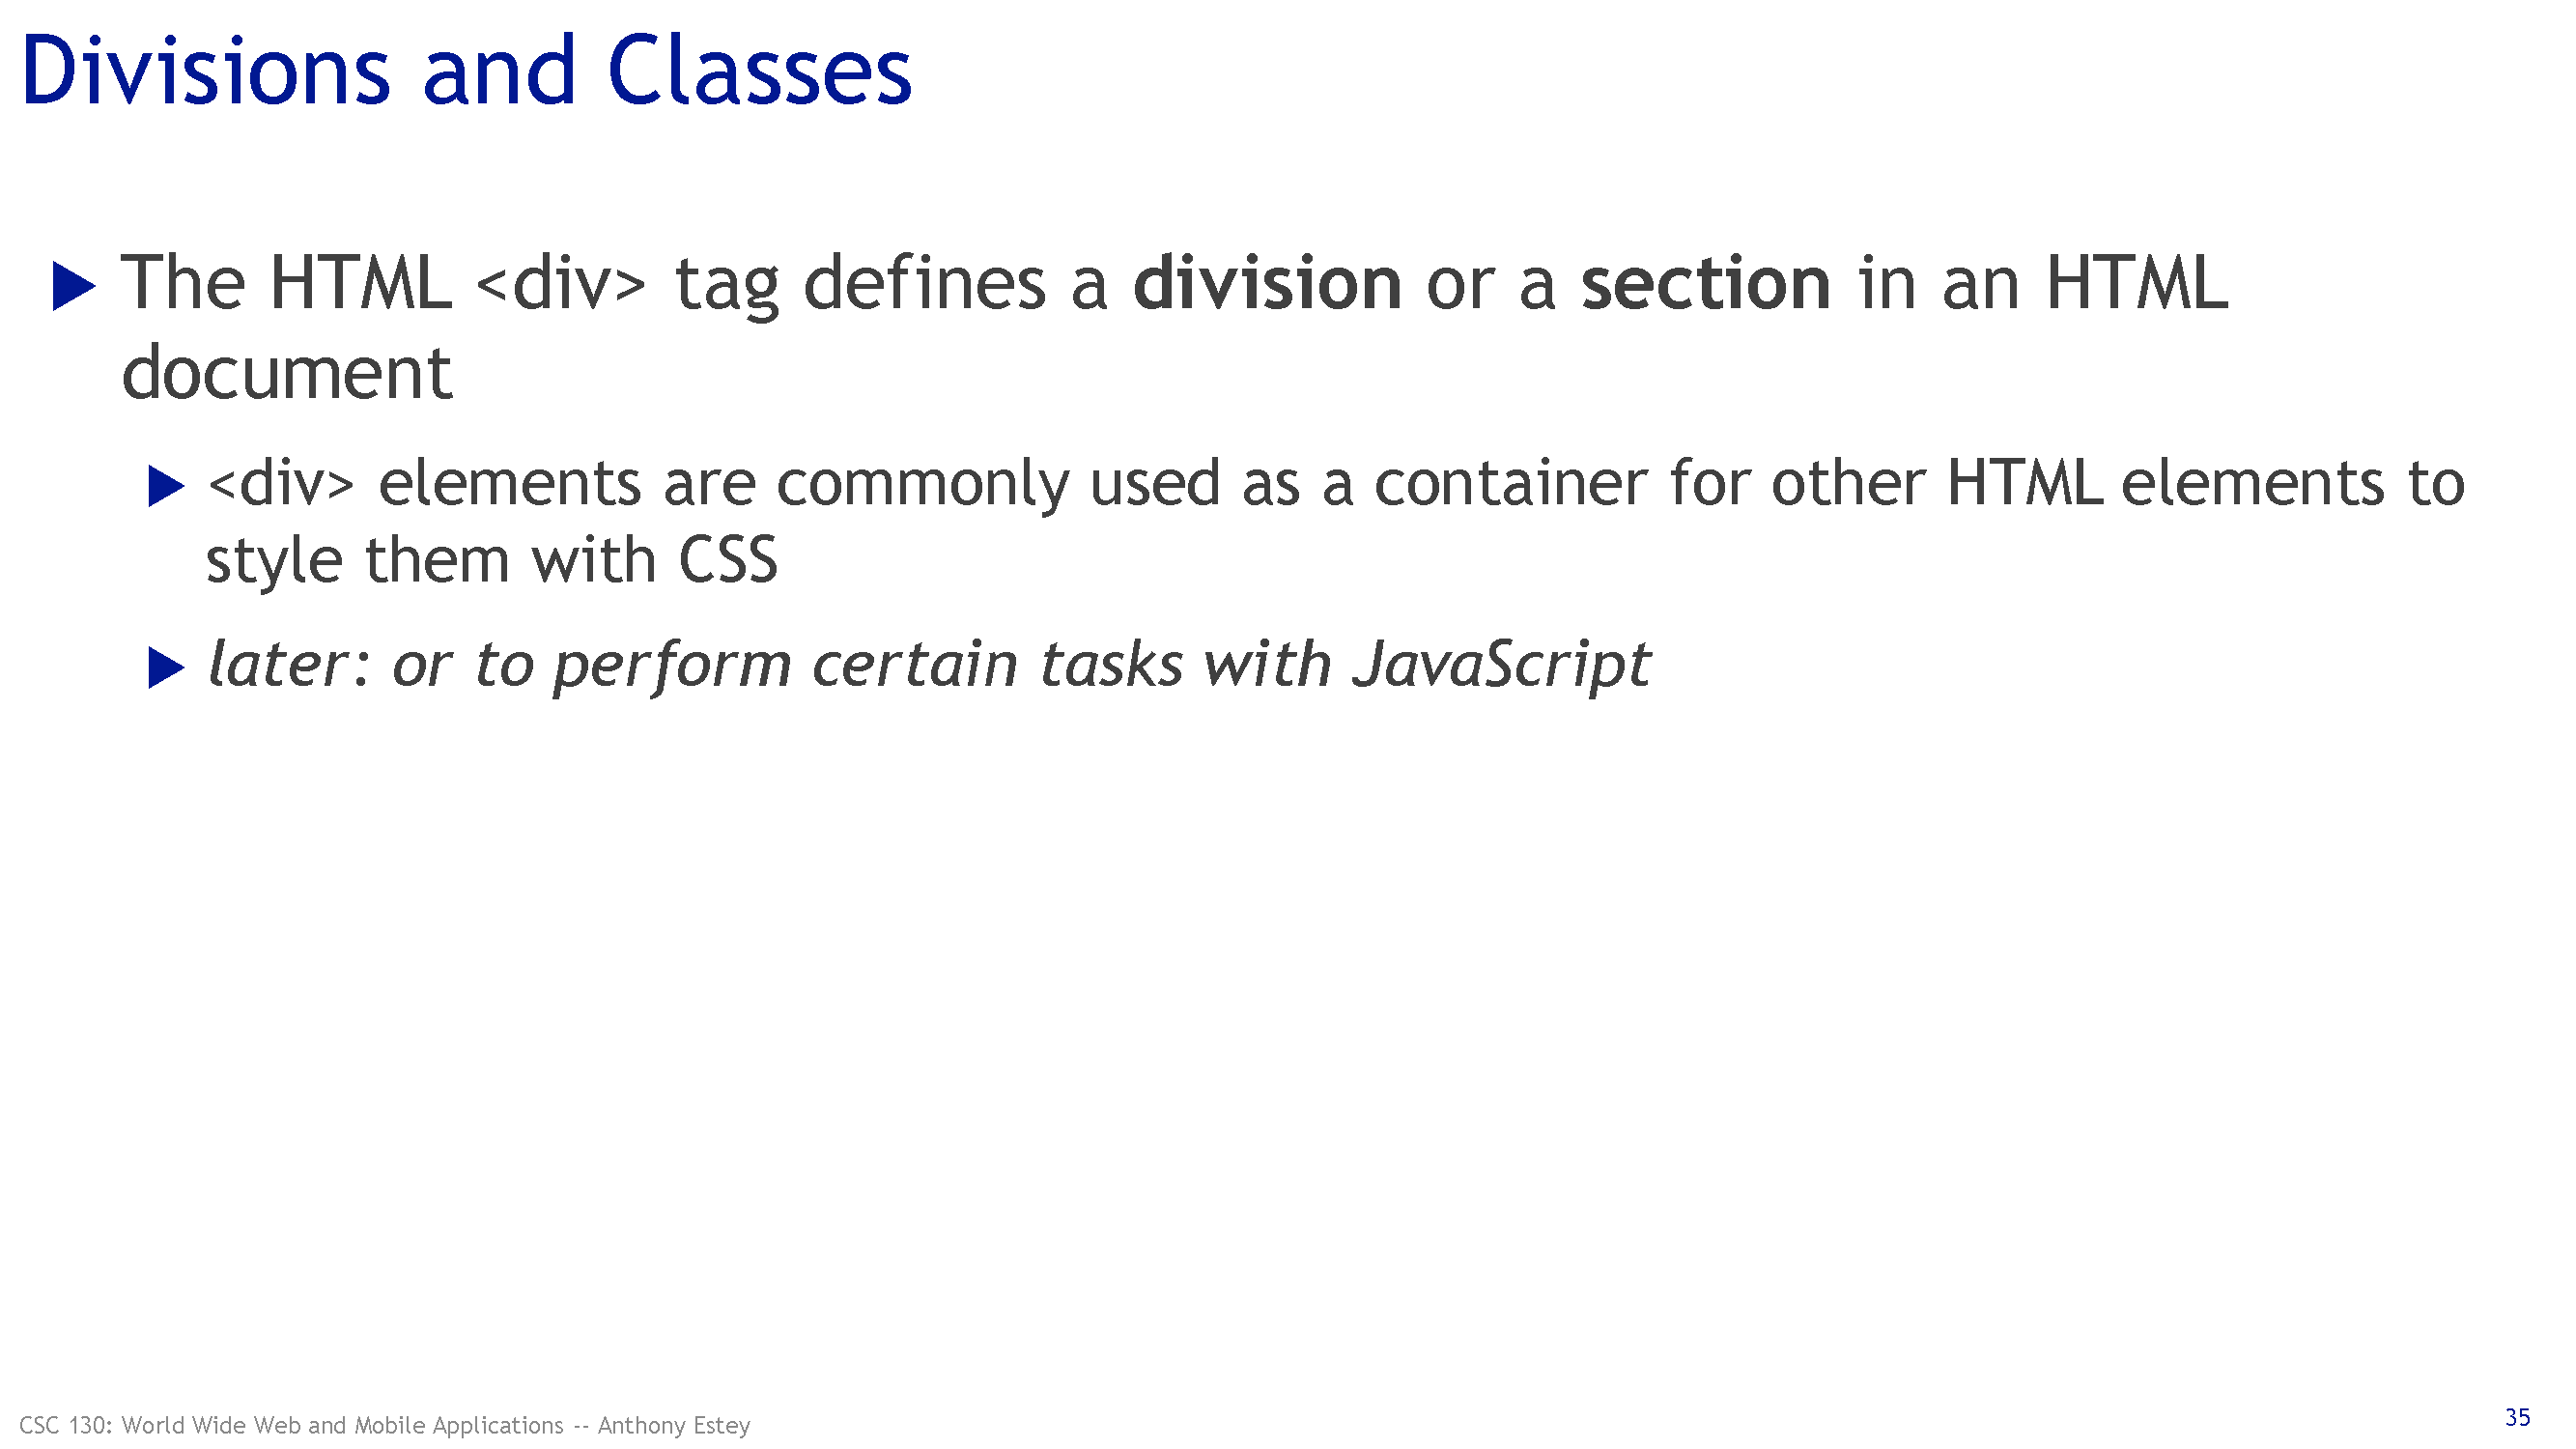 Divisions and Classes
The HTML <div> tag defines a division or a section in an HTML
document
<div> elements are commonly used as a container for other HTML elements to
style them with CSS
later: or to perform certain tasks with JavaScript
CSC 130: World Wide Web and Mobile Applications -- Anthony Estey
35